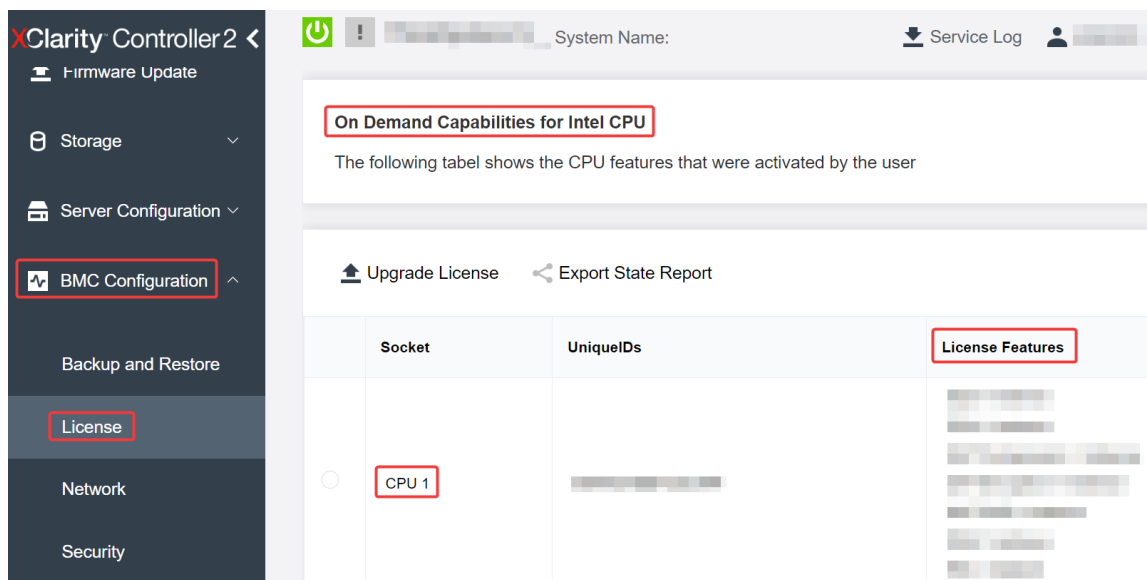 XClarity Controller 2
Firmware Update
Storage
Server Configuration
BMC Configuration
Backup and Restore
License
Network
Security
System Name:
Service Log
On Demand Capabilities for Intel CPU
The following tabel shows the CPU features that were activated by the user
Upgrade License
Export State Report
Socket
UniqueIDs
License Features
CPU 1